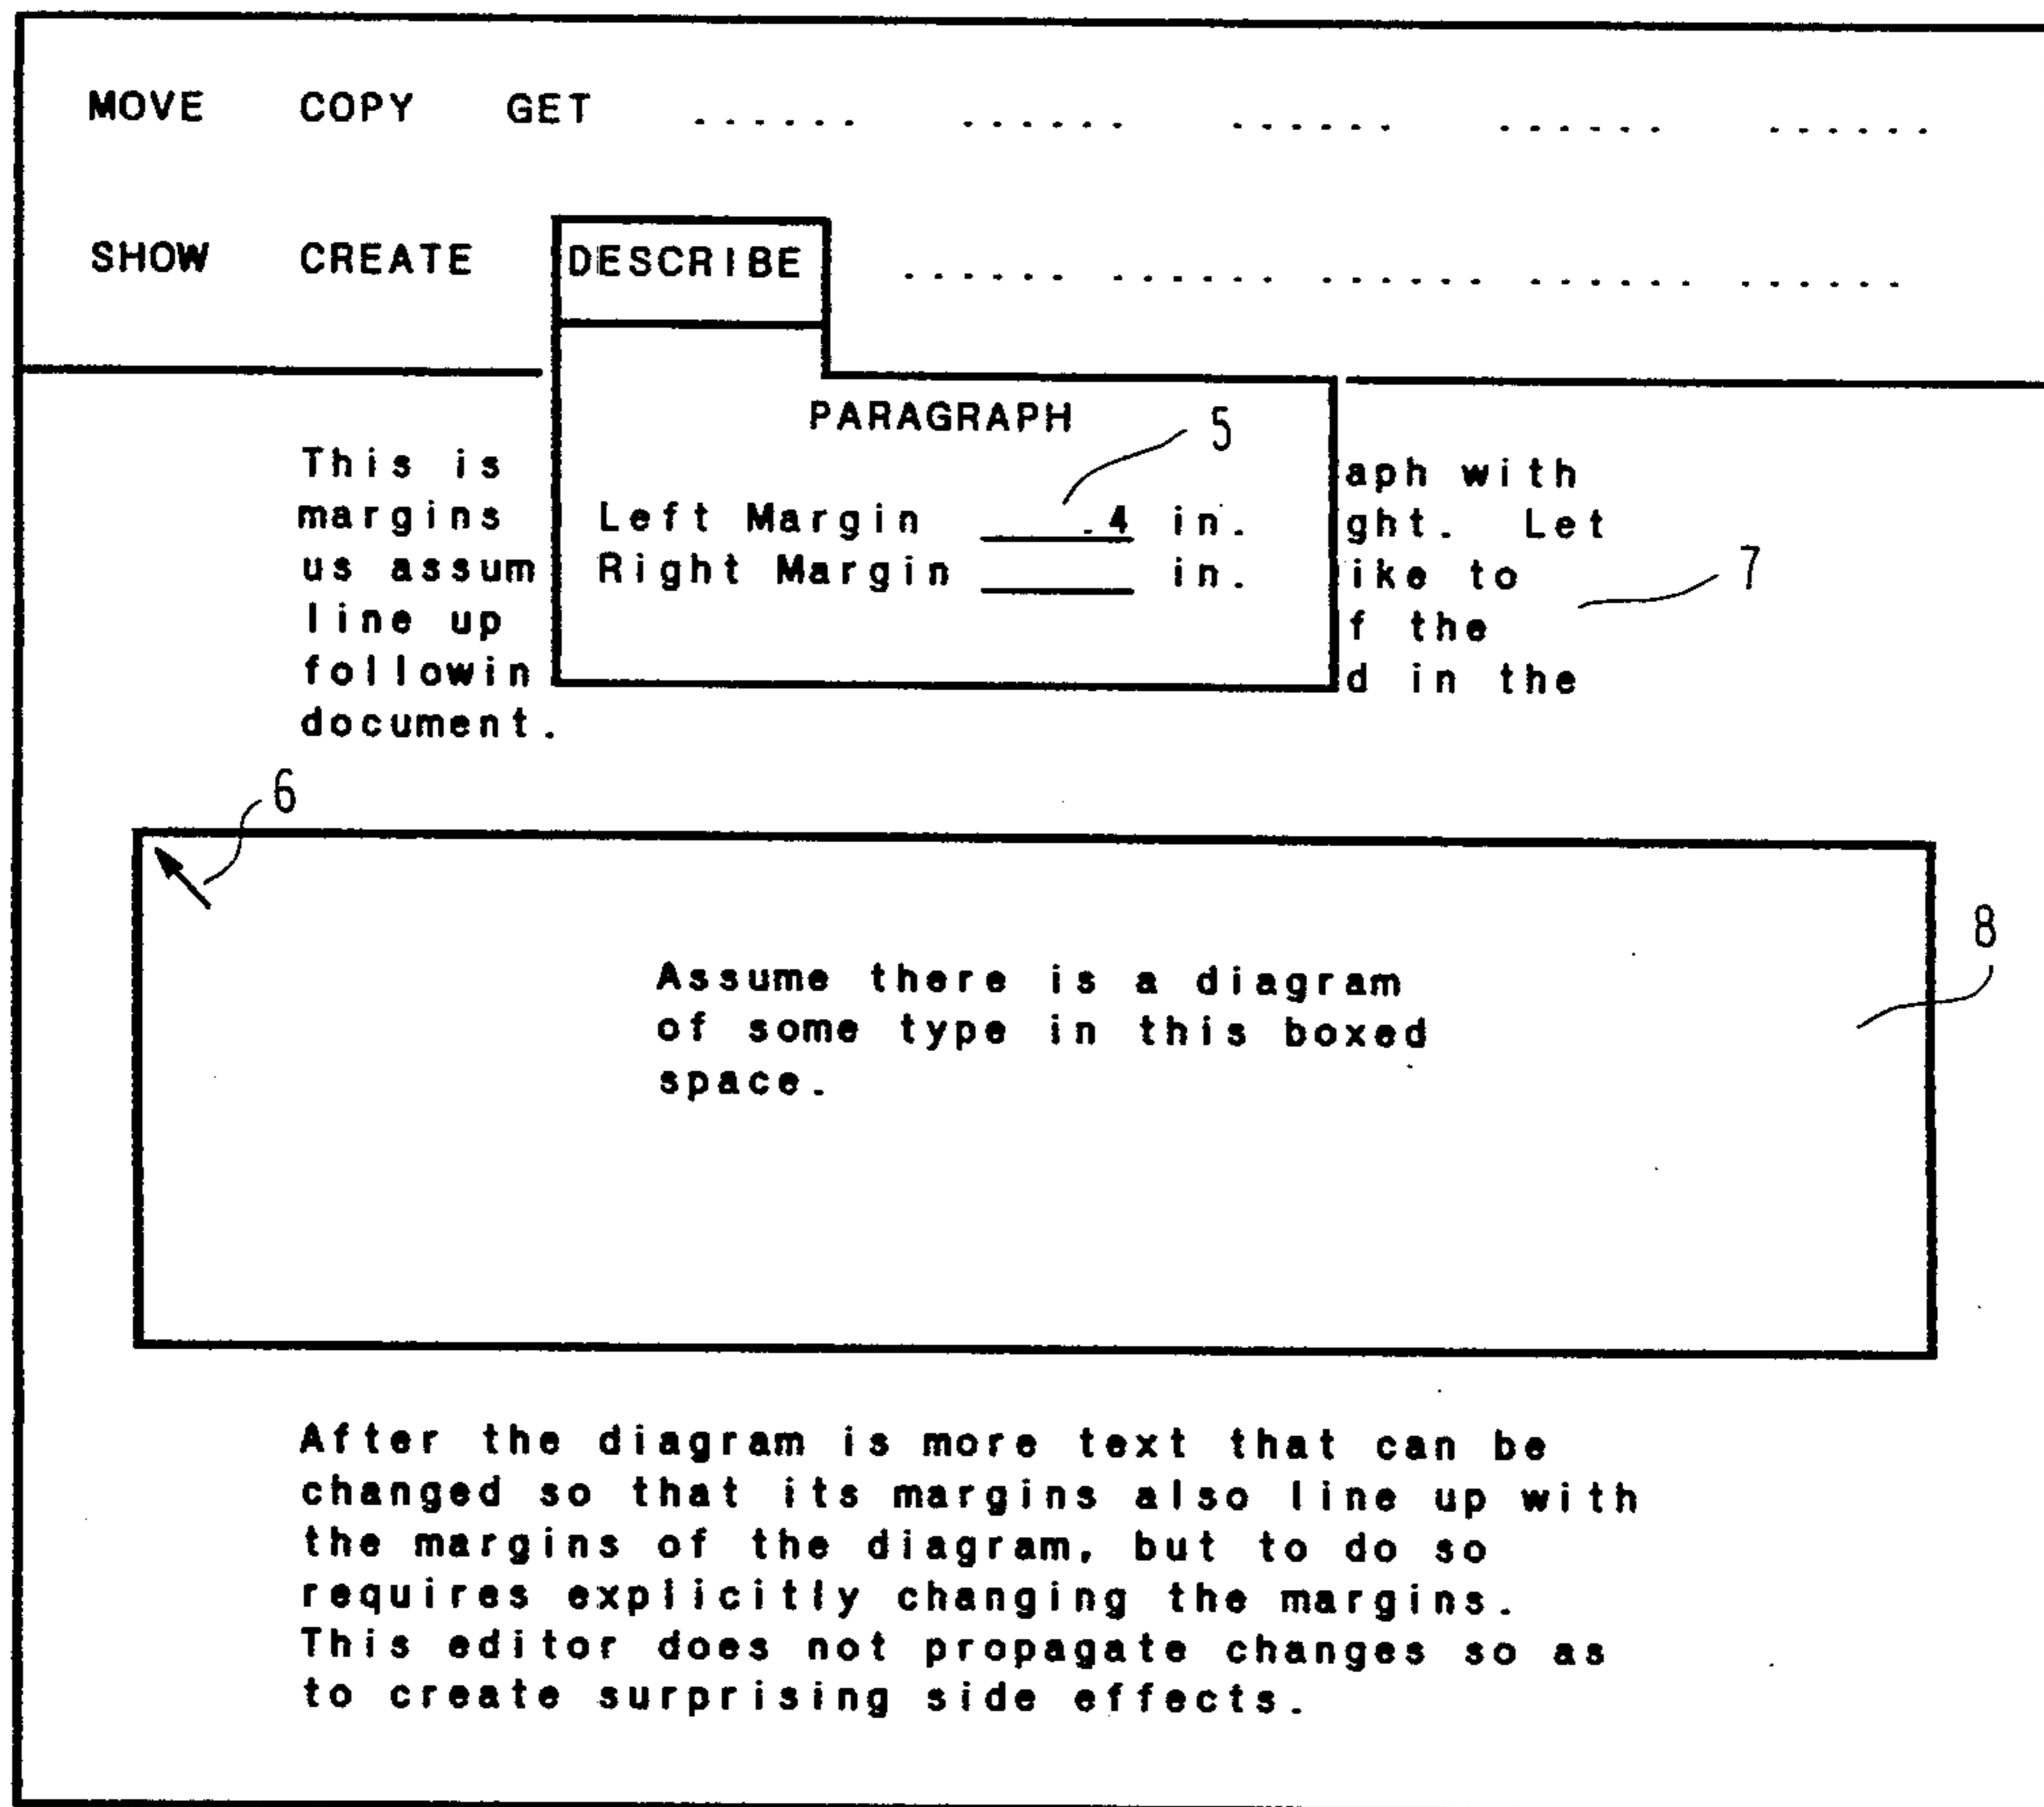 MOVE COPY GET ...... ...... ...... ...... ......
SHOW CREATE DESCRIBE ...... ...... ...... ...... ......
PARAGRAPH
5
This is aph with
margins Left Margin .4 in. ght. Let
us assum Right Margin in. ike to
7
line up f the
followin d in the
document.
6
8
Assume there is a diagram
of some type in this boxed
space.
After the diagram is more text that can be
changed so that its margins also line up with
the margins of the diagram, but to do so
requires explicitly changing the margins.
This editor does not propagate changes so as
to create surprising side effects.